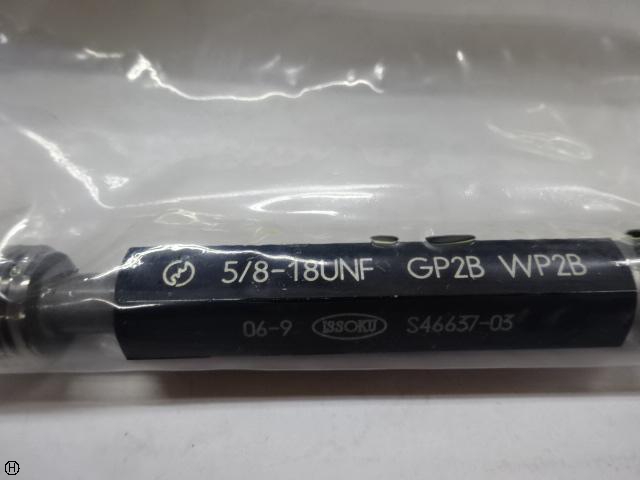 5/8-18UNF GP2B WP2B
06-9 ISSOKU S46637-03
H